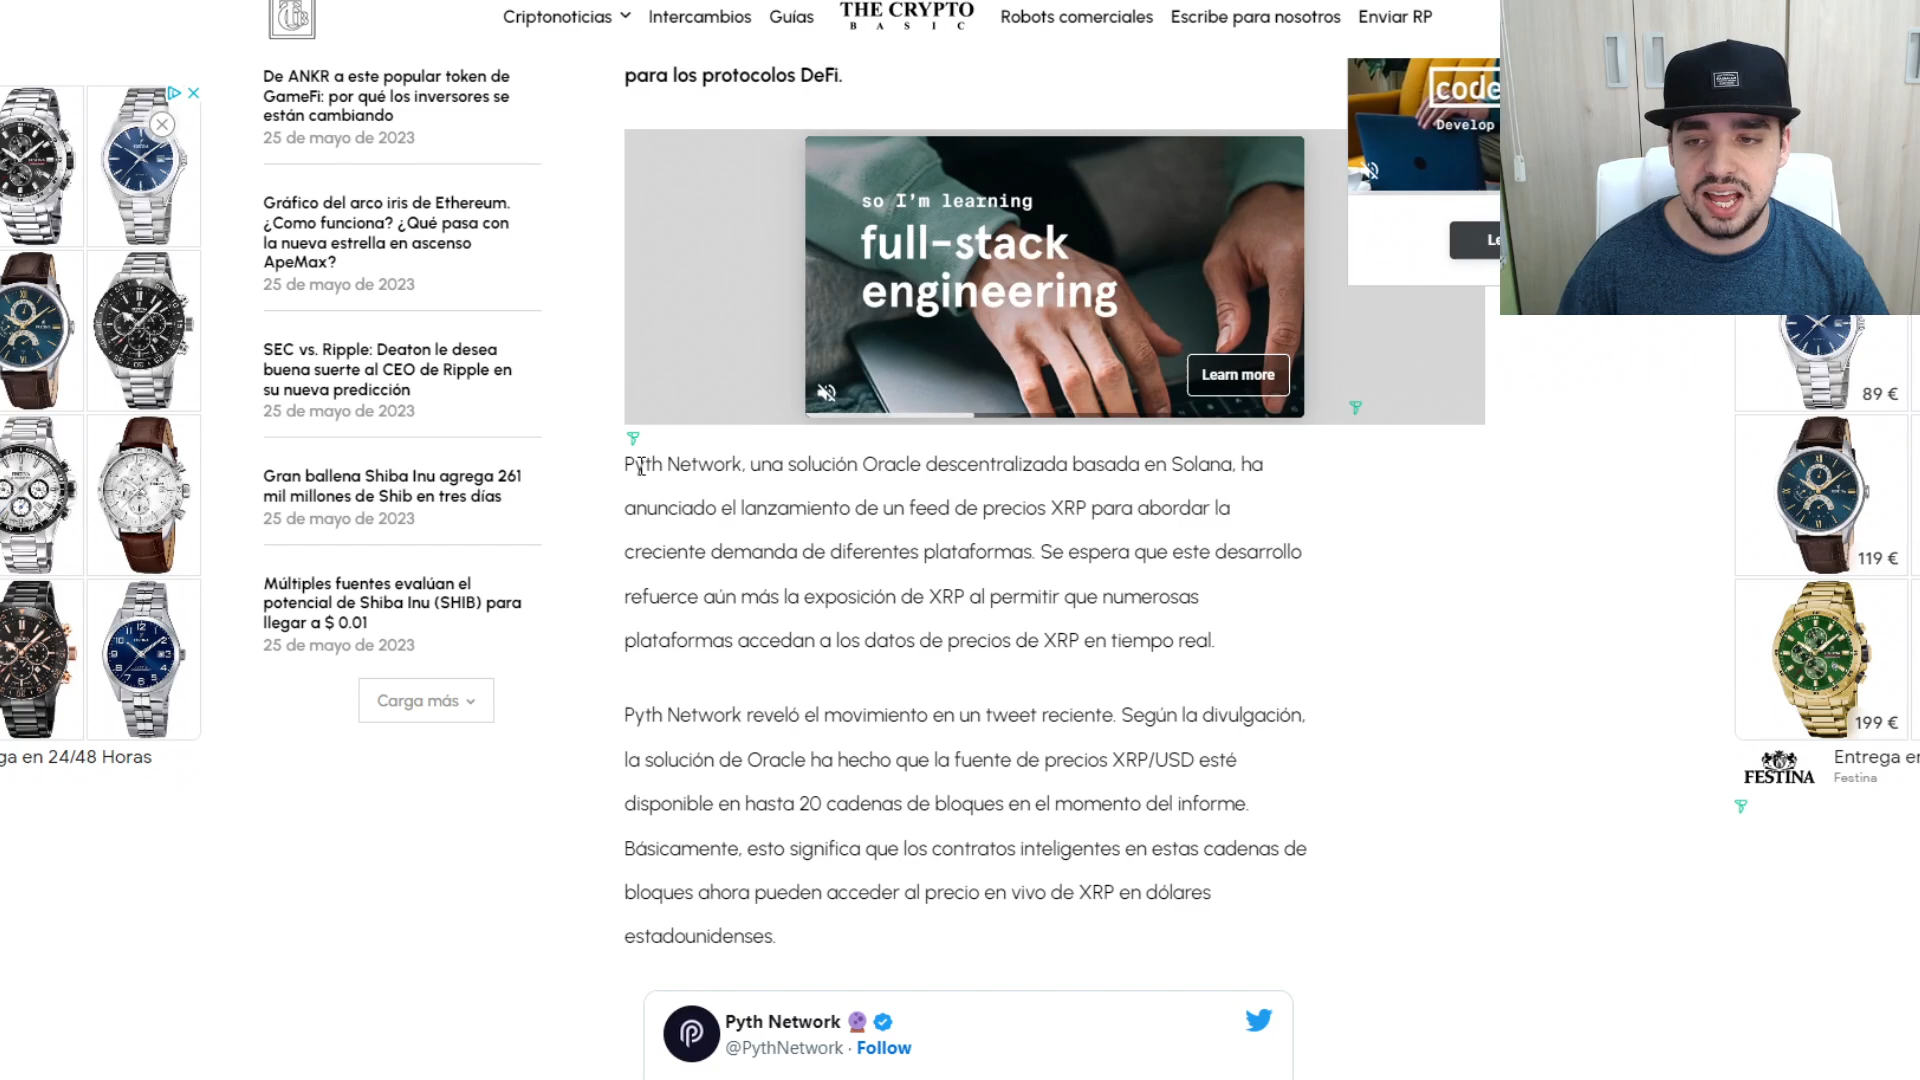 Criptonoticias
Intercambios
Guías
THE CRYPTO
BASIC
Robots comerciales
Escribe para nosotros
Enviar RP
De ANKR a este popular token de
GameFi: por qué los inversores se
están cambiando
25 de mayo de 2023
Gráfico del arco iris de Ethereum.
¿Como funciona? ¿Qué pasa con
la nueva estrella en ascenso
ApeMax?
25 de mayo de 2023
SEC vs. Ripple: Deaton le desea
buena suerte al CEO de Ripple en
su nueva predicción
25 de mayo de 2023
Gran ballena Shiba Inu agrega 261
mil millones de Shib en tres días
25 de mayo de 2023
Múltiples fuentes evalúan el
potencial de Shiba Inu (SHIB) para
llegar a $ 0.01
25 de mayo de 2023
Carga más
ga en 24/48 Horas
para los protocolos DeFi.
so I'm learning
full-stack
engineering
Learn more
code
Develop
Le
Pyth Network, una solución Oracle descentralizada basada en Solana, ha
anunciado el lanzamiento de un feed de precios XRP para abordar la
creciente demanda de diferentes plataformas. Se espera que este desarrollo
refuerce aún más la exposición de XRP al permitir que numerosas
plataformas accedan a los datos de precios de XRP en tiempo real.
Pyth Network reveló el movimiento en un tweet reciente. Según la divulgación,
la solución de Oracle ha hecho que la fuente de precios XRP/USD esté
disponible en hasta 20 cadenas de bloques en el momento del informe.
Básicamente, esto significa que los contratos inteligentes en estas cadenas de
bloques ahora pueden acceder al precio en vivo de XRP en dólares
estadounidenses.
Pyth Network
@PythNetwork · Follow
89 €
119 €
199 €
FESTINA
Entrega en
Festina